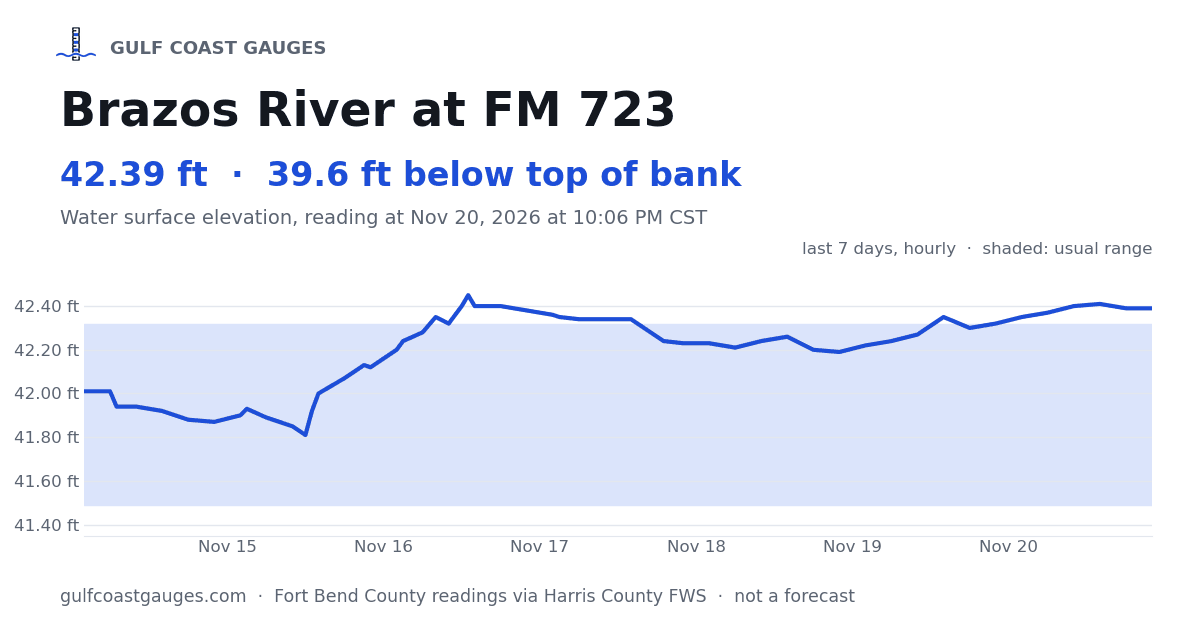 GULF COAST GAUGES
Brazos River at FM 723
42.39 ft · 39.6 ft below top of bank
Water surface elevation, reading at Nov 20, 2026 at 10:06 PM CST
last 7 days, hourly · shaded: usual range
42.40 ft
42.20 ft
42.00 ft
41.80 ft
41.60 ft
41.40 ft
Nov 15 Nov 16 Nov 17 Nov 18 Nov 19 Nov 20
gulfcoastgauges.com · Fort Bend County readings via Harris County FWS · not a forecast